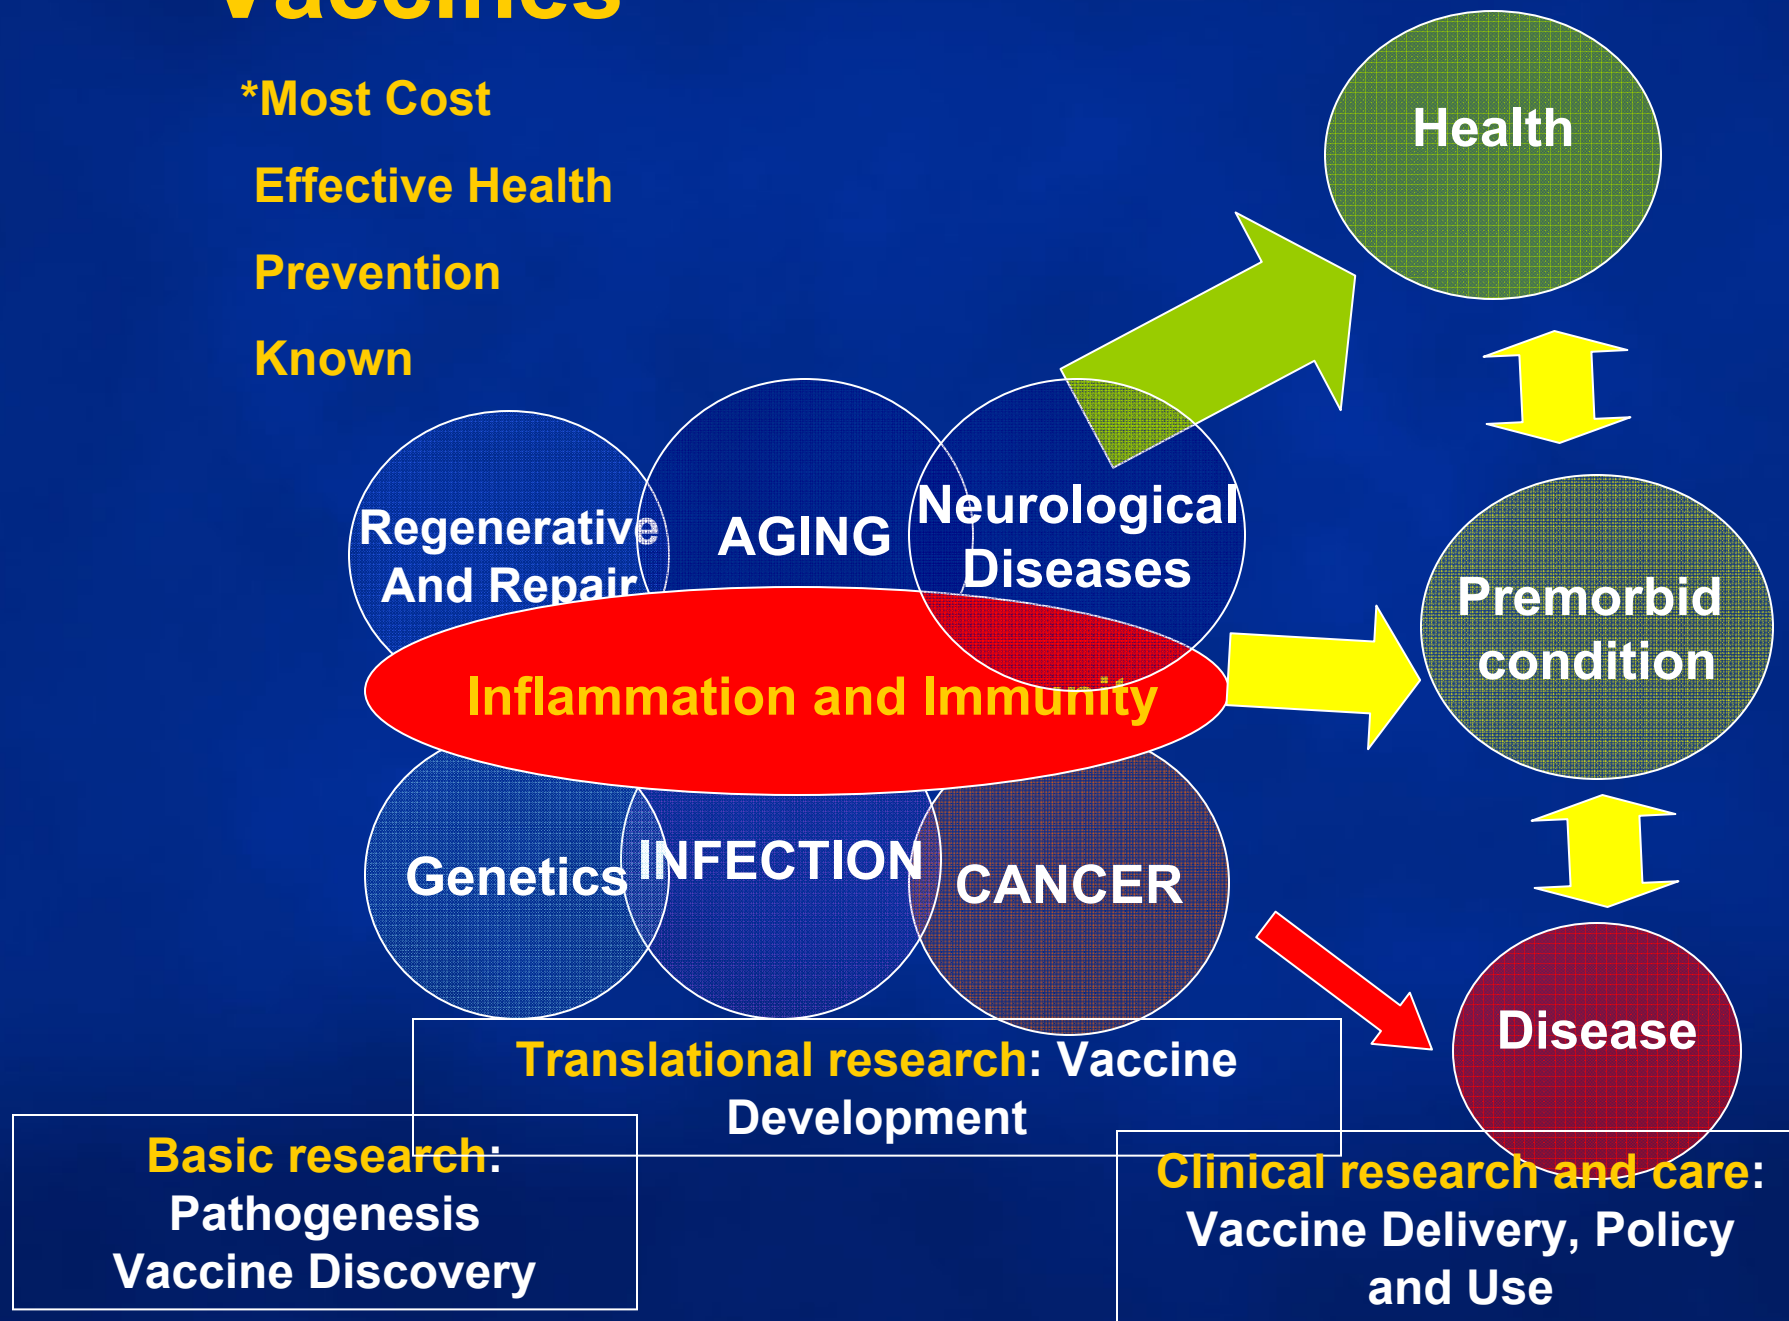 Vaccines
*Most Cost
Effective Health
Prevention
Known
Health
Regenerative
And Repair
AGING
Neurological
Diseases
Premorbid
condition
Inflammation and Immunity
Genetics
INFECTION
CANCER
Disease
Translational research: Vaccine
Development
Basic research:
Pathogenesis
Vaccine Discovery
Clinical research and care:
Vaccine Delivery, Policy
and Use